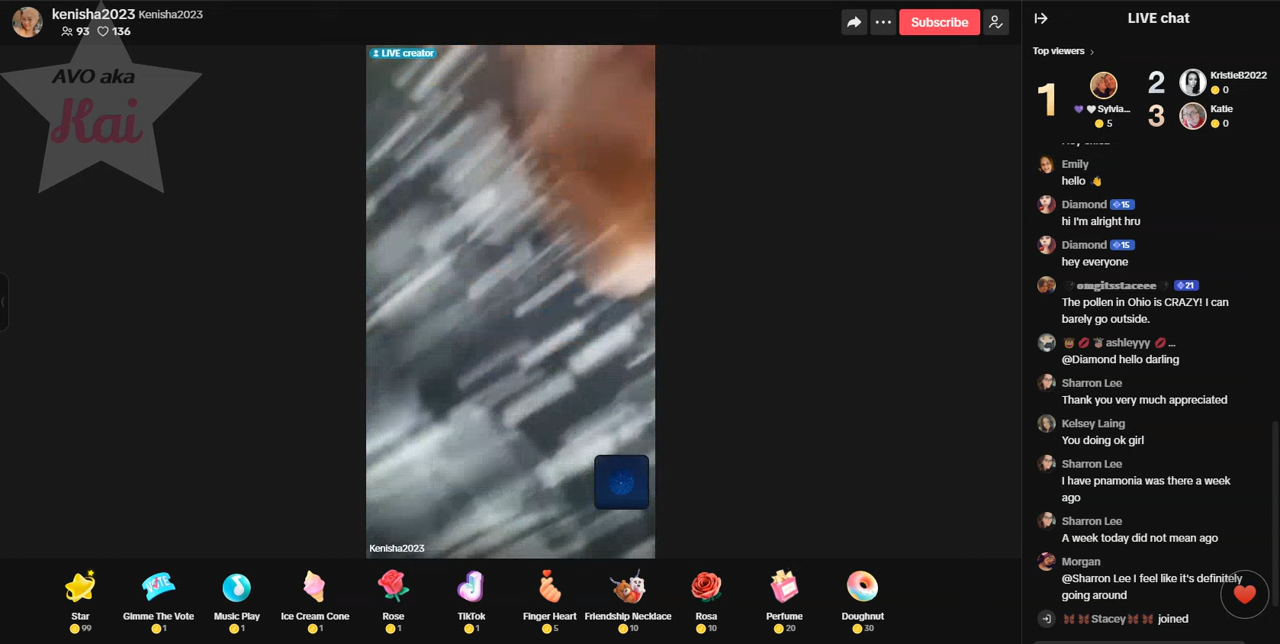 kenisha2023 Kenisha2023
93 136
Subscribe
LIVE chat
AVO aka
Kai
LIVE creator
Kenisha2023
Top viewers
1
Sylvia...
5
2
KristieB2022
0
3
Katie
0
Emily
hello
Diamond 15
hi I'm alright hru
Diamond 15
hey everyone
omgitsstaceee 21
The pollen in Ohio is CRAZY! I can
barely go outside.
ashleyyy ...
@Diamond hello darling
Sharron Lee
Thank you very much appreciated
Kelsey Laing
You doing ok girl
Sharron Lee
I have pnamonia was there a week
ago
Sharron Lee
A week today did not mean ago
Morgan
@Sharron Lee I feel like it's definitely
going around
Stacey joined
Star
99
Gimme The Vote
1
Music Play
1
Ice Cream Cone
1
Rose
1
TikTok
1
Finger Heart
5
Friendship Necklace
10
Rosa
10
Perfume
20
Doughnut
30